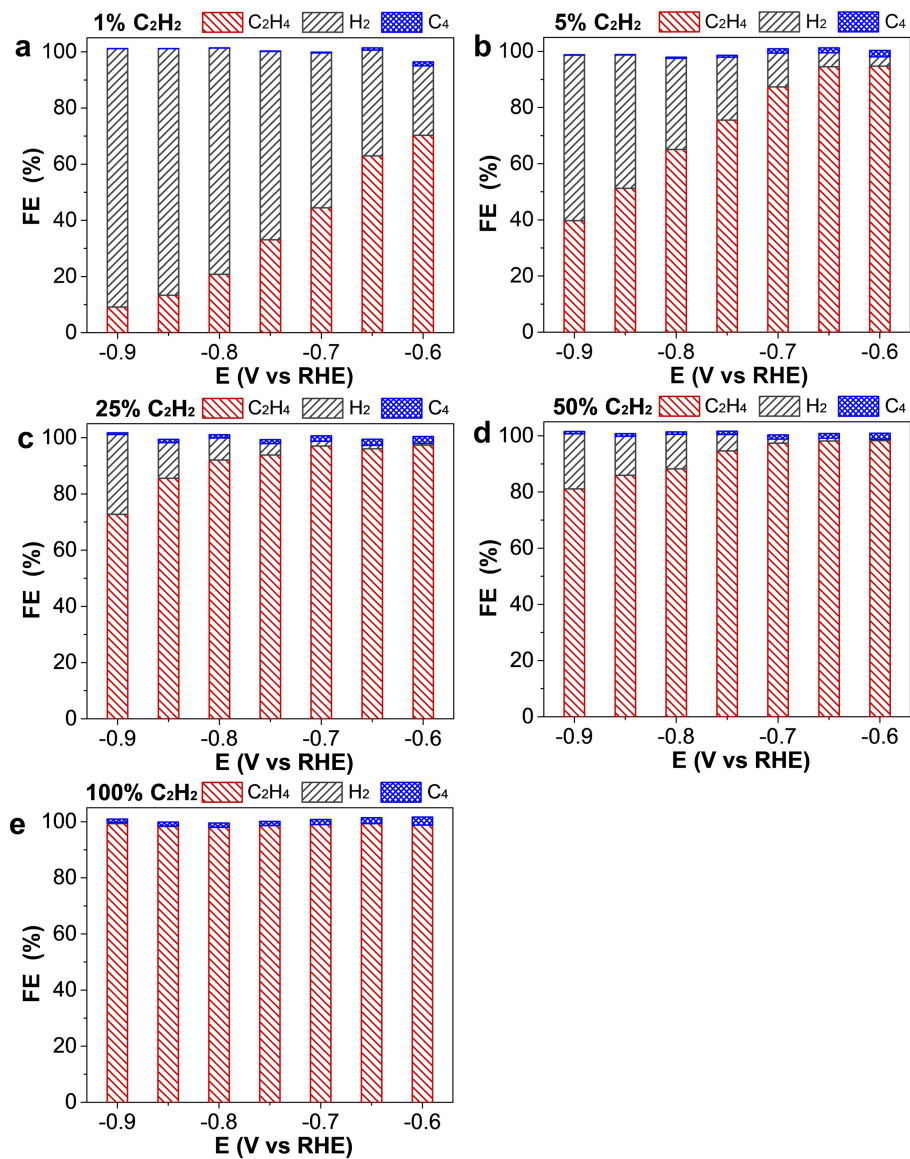 a 1% C₂H₂ C₂H₄ H₂ C₄
100
80
60
40
20
0
FE (%)
-0.9 -0.8 -0.7 -0.6
E (V vs RHE)
b 5% C₂H₂ C₂H₄ H₂ C₄
100
80
60
40
20
0
FE (%)
-0.9 -0.8 -0.7 -0.6
E (V vs RHE)
c 25% C₂H₂ C₂H₄ H₂ C₄
100
80
60
40
20
0
FE (%)
-0.9 -0.8 -0.7 -0.6
E (V vs RHE)
d 50% C₂H₂ C₂H₄ H₂ C₄
100
80
60
40
20
0
FE (%)
-0.9 -0.8 -0.7 -0.6
E (V vs RHE)
e 100% C₂H₂ C₂H₄ H₂ C₄
100
80
60
40
20
0
FE (%)
-0.9 -0.8 -0.7 -0.6
E (V vs RHE)